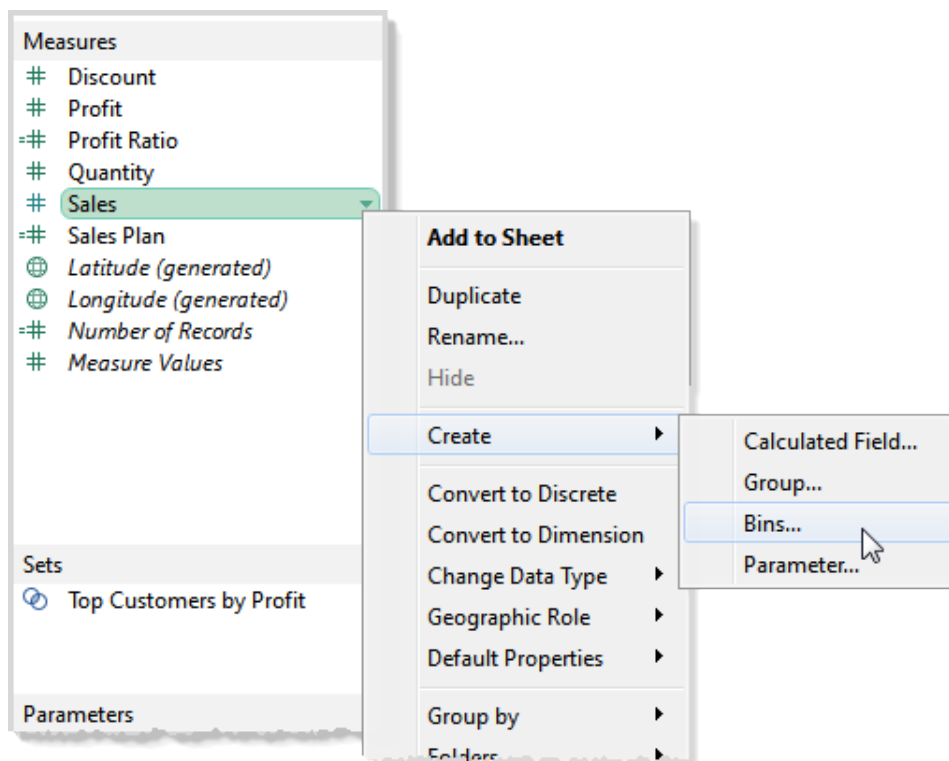 Measures
Discount
Profit
Profit Ratio
Quantity
Sales
Sales Plan
Latitude (generated)
Longitude (generated)
Number of Records
Measure Values
Sets
Top Customers by Profit
Parameters
Add to Sheet
Duplicate
Rename...
Hide
Create
Convert to Discrete
Convert to Dimension
Change Data Type
Geographic Role
Default Properties
Group by
Folders
Calculated Field...
Group...
Bins...
Parameter...